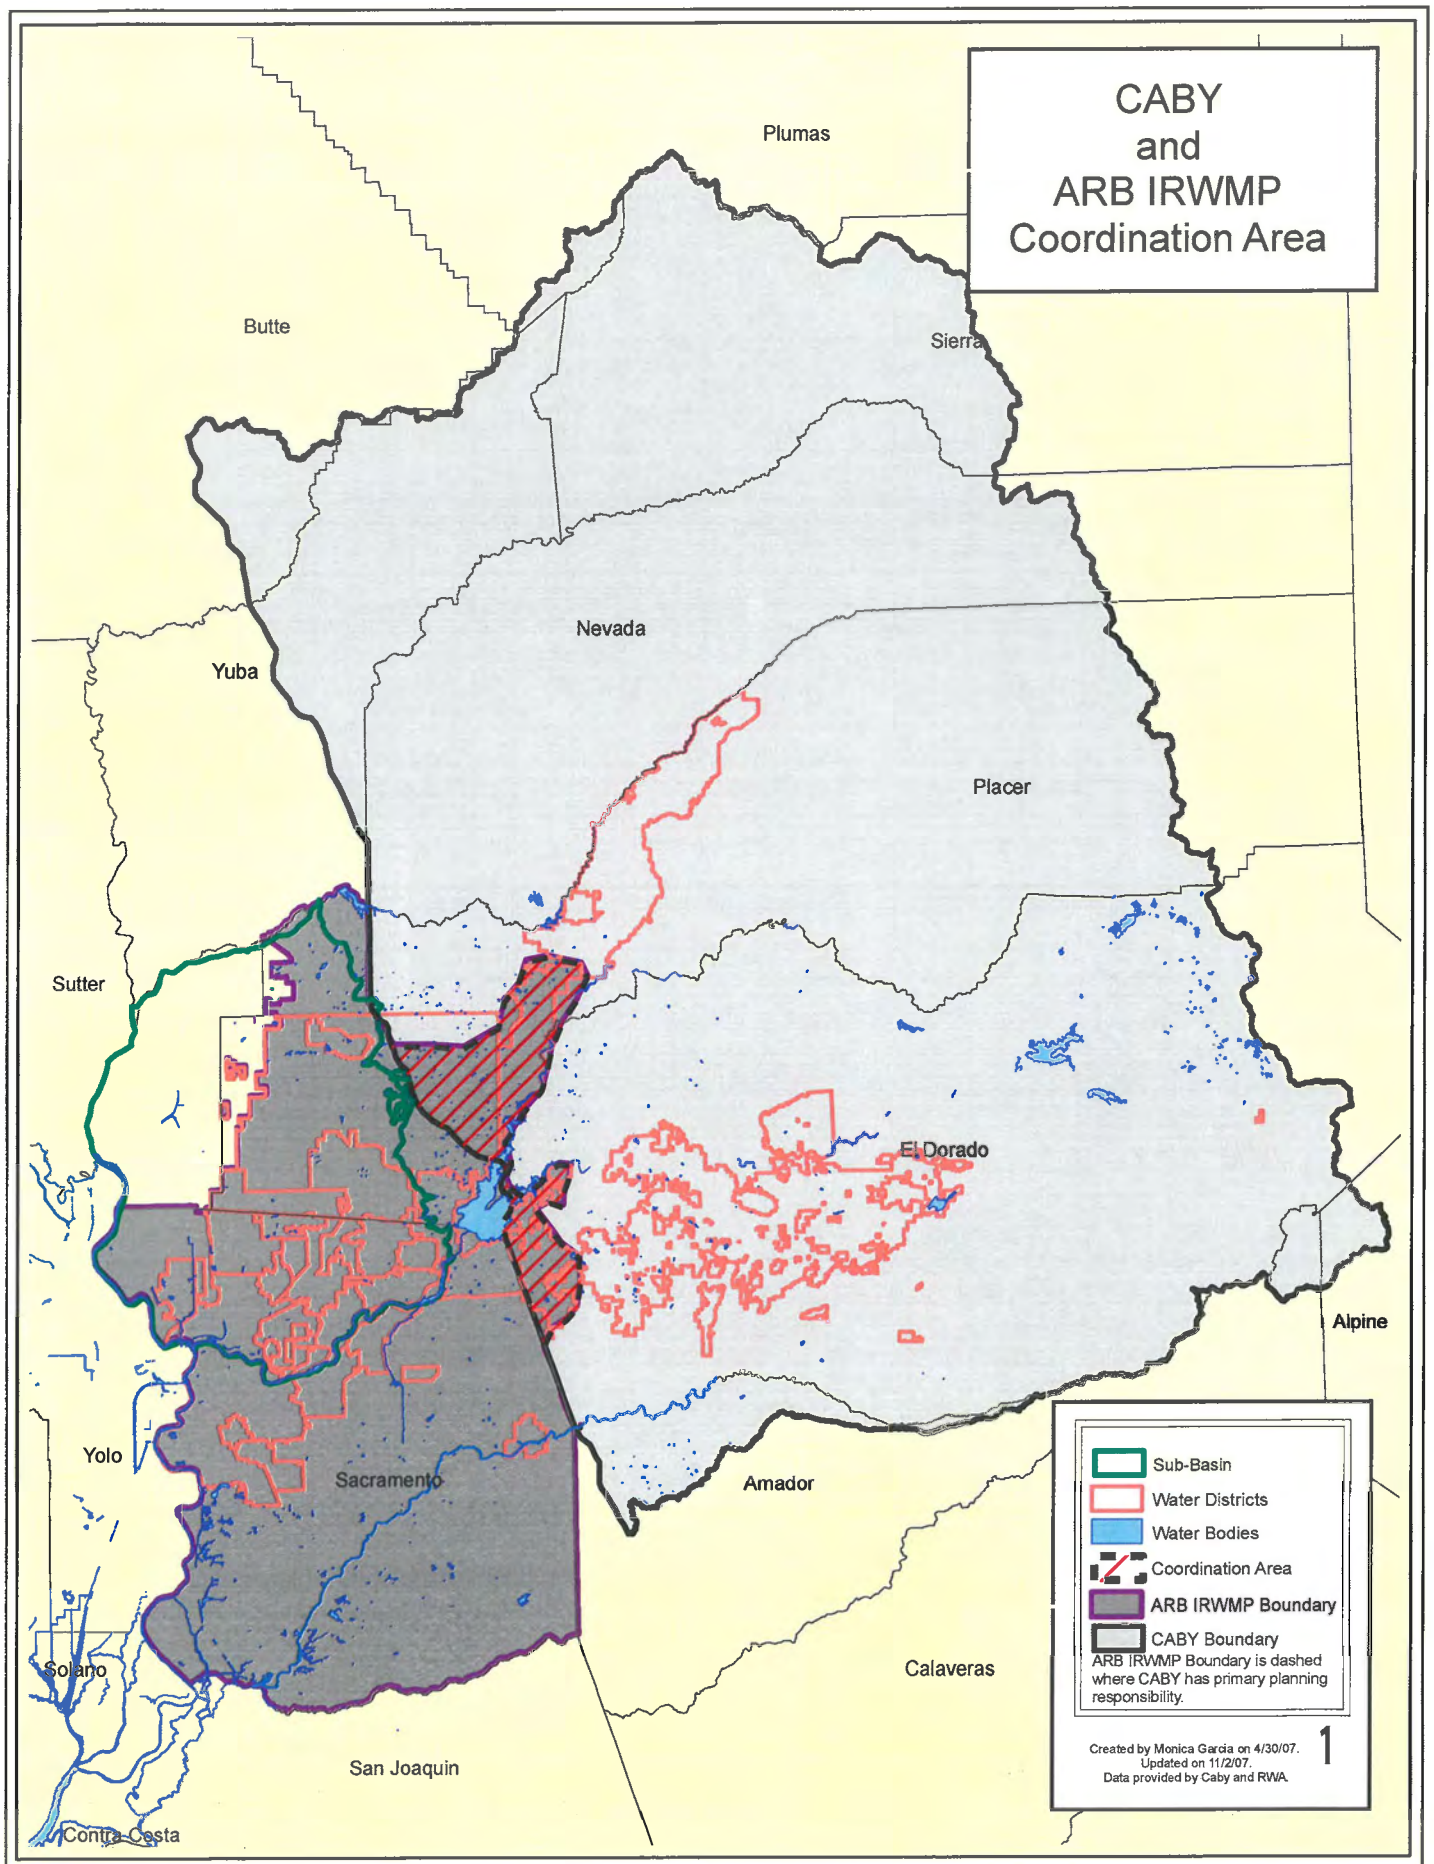 CABY
and
ARB IRWMP
Coordination Area
Plumas
Butte
Sierra
Nevada
Yuba
Placer
Sutter
El Dorado
Alpine
Yolo
Sacramento
Amador
Solano
Calaveras
San Joaquin
Contra Costa
Sub-Basin
Water Districts
Water Bodies
Coordination Area
ARB IRWMP Boundary
CABY Boundary
ARB IRWMP Boundary is dashed
where CABY has primary planning
responsibility.
Created by Monica Garcia on 4/30/07.
Updated on 11/2/07.
Data provided by Caby and RWA.
1